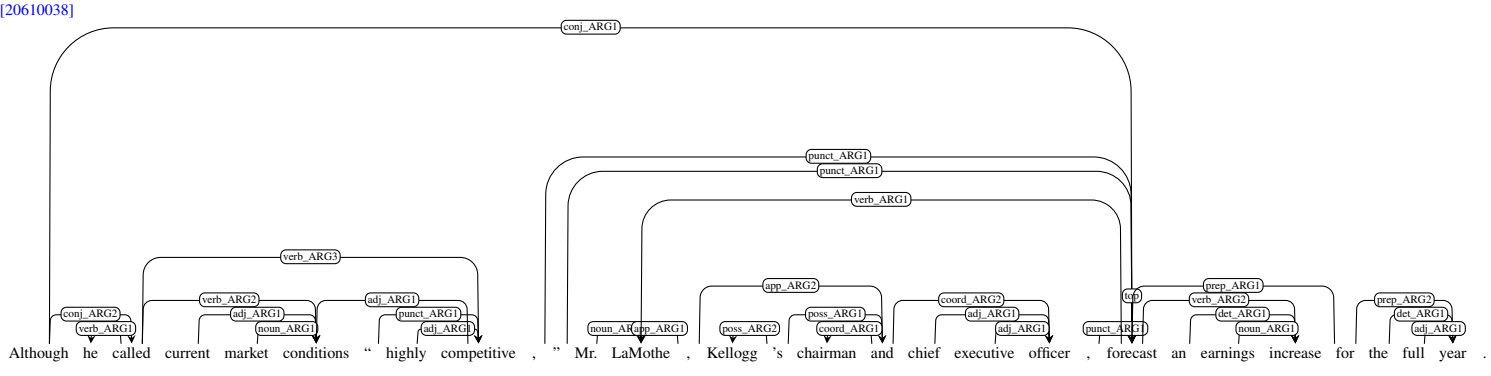 [20610038]
conj_ARG1
punct_ARG1
punct_ARG1
verb_ARG1
verb_ARG3
app_ARG2 top prep_ARG1
verb_ARG2 adj_ARG1 coord_ARG2 verb_ARG2 prep_ARG2
conj_ARG2 adj_ARG1 punct_ARG1 poss_ARG1 adj_ARG1 det_ARG1 det_ARG1
verb_ARG1 noun_ARG1 adj_ARG1 noun_AR app_ARG1 poss_ARG2 coord_ARG1 adj_ARG1 punct_ARG1 noun_ARG1 adj_ARG1
Although he called current market conditions “ highly competitive , ” Mr. LaMothe , Kellogg 's chairman and chief executive officer , forecast an earnings increase for the full year .